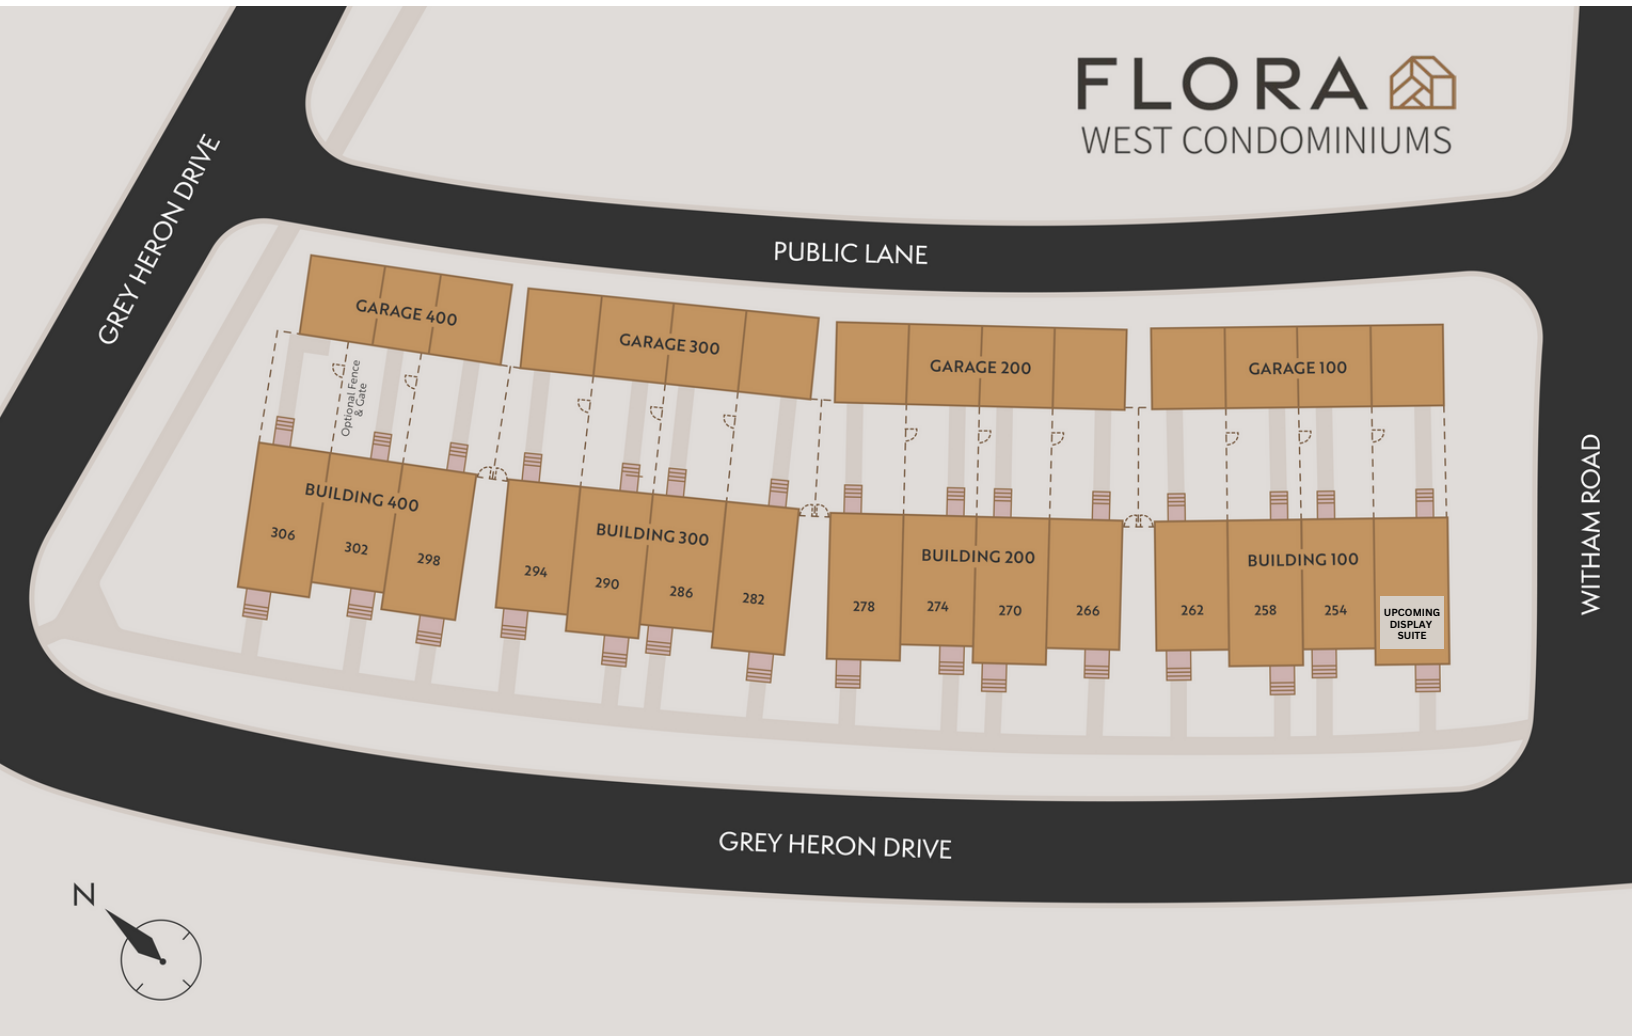 FLORA
WEST CONDOMINIUMS
GREY HERON DRIVE
PUBLIC LANE
GARAGE 400
GARAGE 300
GARAGE 200
GARAGE 100
Optional Fence
& Gate
BUILDING 400
306
302
298
BUILDING 300
294
290
286
282
BUILDING 200
278
274
270
266
BUILDING 100
262
258
254
UPCOMING
DISPLAY
SUITE
WITHAM ROAD
GREY HERON DRIVE
N